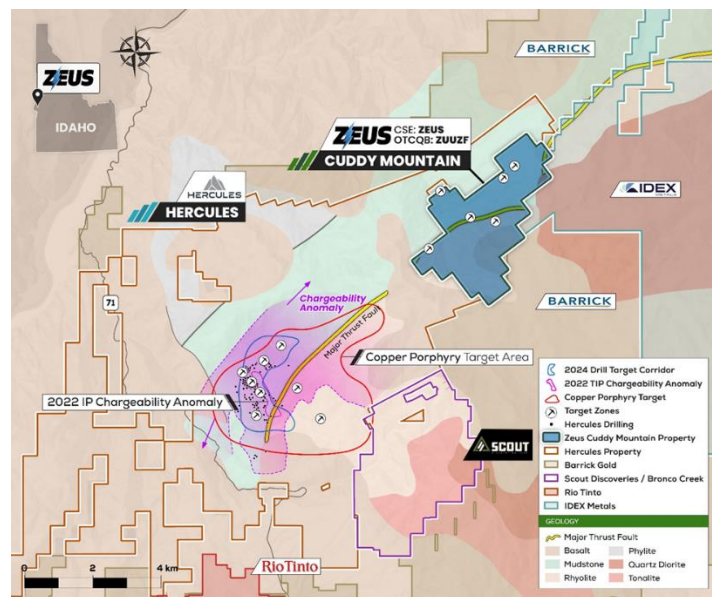 BARRICK
ZEUS
IDAHO
ZEUS CSE: ZEUS
OTCQB: ZUUZF
CUDDY MOUNTAIN
HERCULES
HERCULES
IDEX
BARRICK
71
Chargeability
Anomaly
Major Thrust Fault
Copper Porphyry Target Area
2022 IP Chargeability Anomaly
SCOUT
RioTinto
0 2 4 km
2024 Drill Target Corridor
2022 TIP Chargeability Anomaly
Copper Porphyry Target
Target Zones
Hercules Drilling
Zeus Cuddy Mountain Property
Hercules Property
Barrick Gold
Scout Discoveries / Bronco Creek
Rio Tinto
IDEX Metals
GEOLOGY
Major Thrust Fault
Basalt
Phylite
Mudstone
Quartz Diorite
Rhyolite
Tonalite